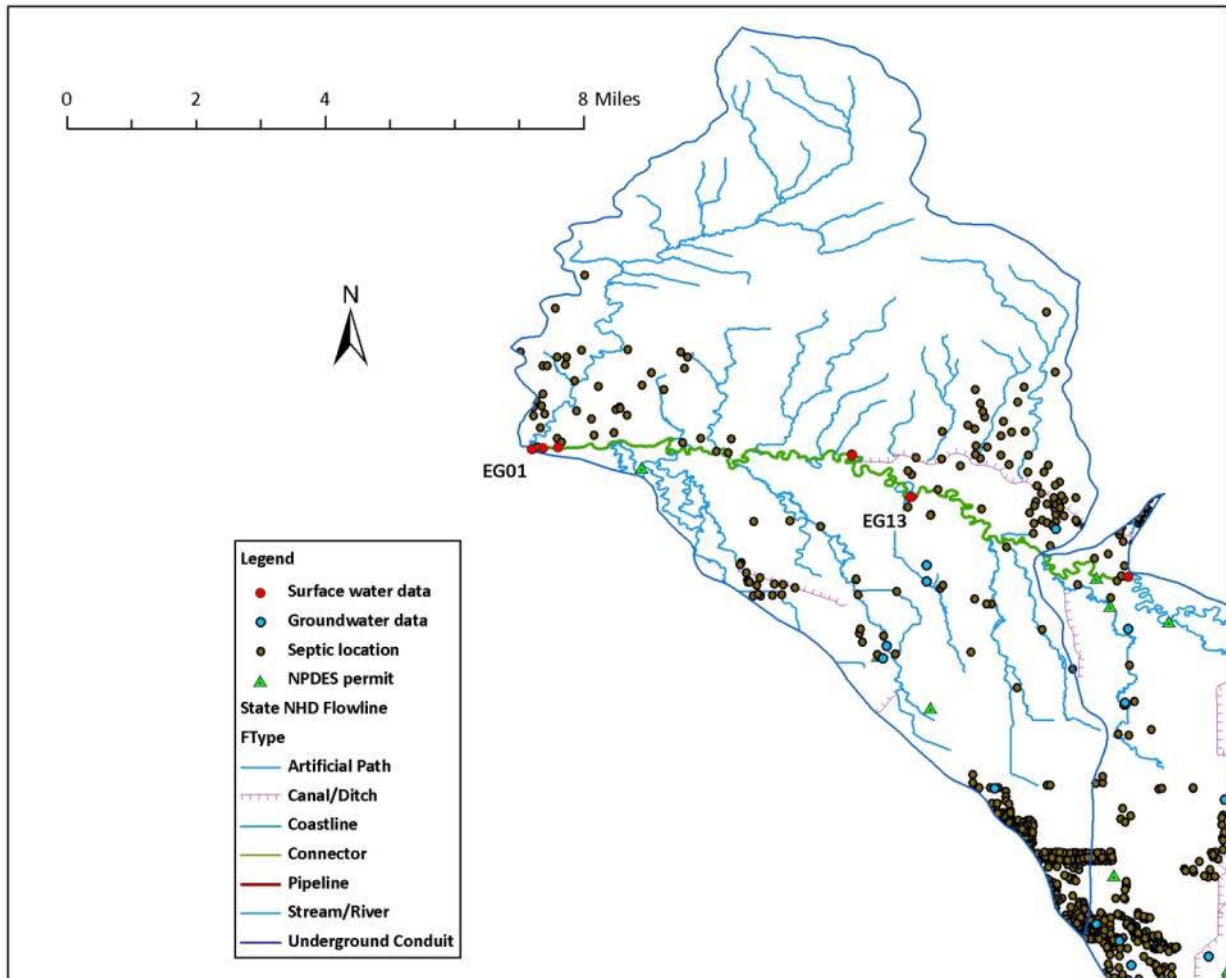 0 2 4 8 Miles
N
EG01
EG13
Legend
Surface water data
Groundwater data
Septic location
NPDES permit
State NHD Flowline
FType
Artificial Path
Canal/Ditch
Coastline
Connector
Pipeline
Stream/River
Underground Conduit